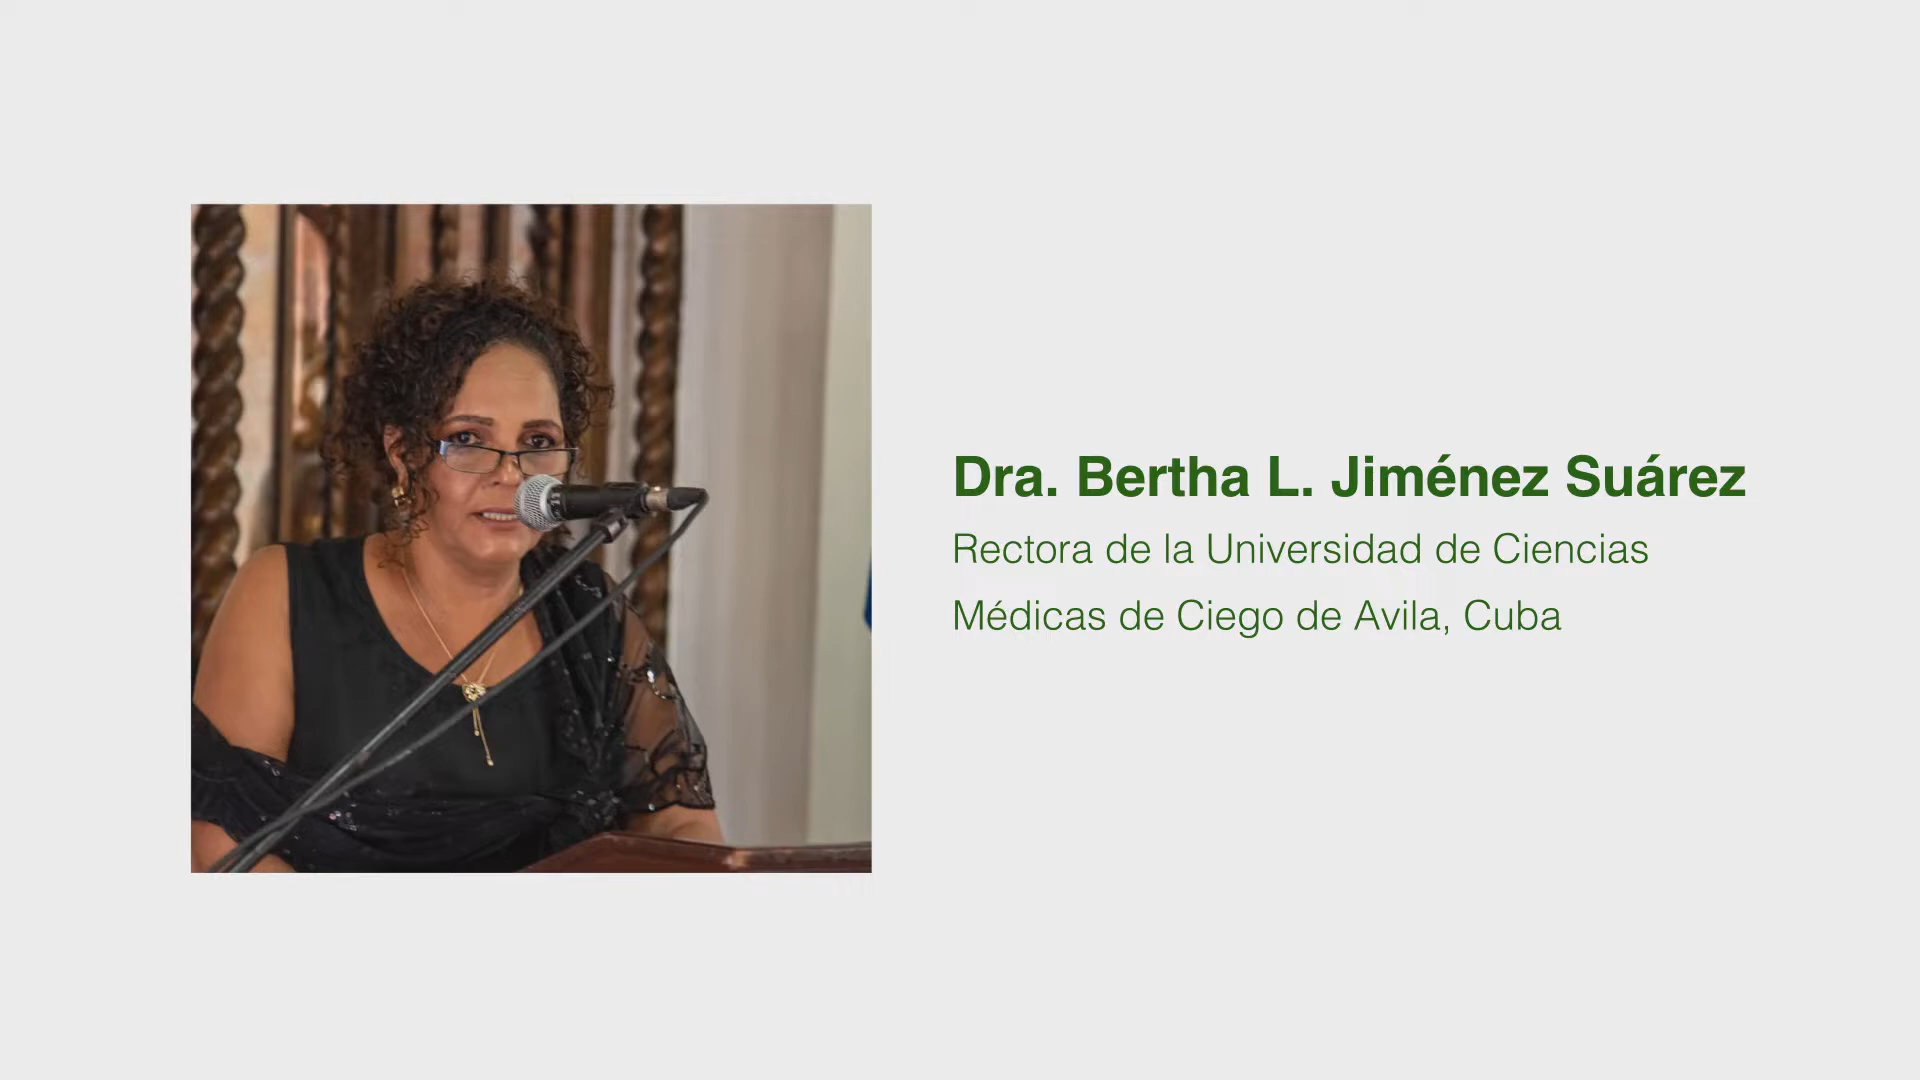 Dra. Bertha L. Jiménez Suárez
Rectora de la Universidad de Ciencias
Médicas de Ciego de Avila, Cuba